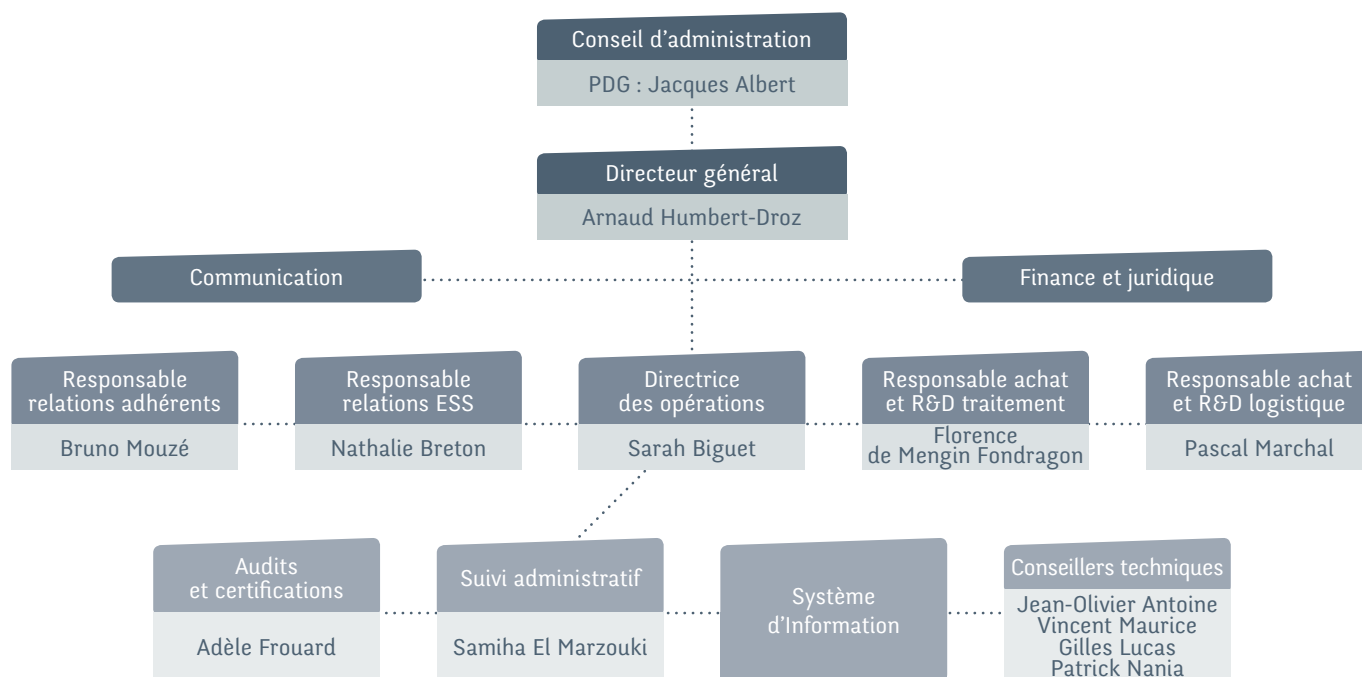 Conseil d'administration
PDG : Jacques Albert
Directeur général
Arnaud Humbert-Droz
Communication
Finance et juridique
Responsable
relations adhérents
Bruno Mouzé
Responsable
relations ESS
Nathalie Breton
Directrice
des opérations
Sarah Biguet
Responsable achat
et R&D traitement
Florence
de Mengin Fondragon
Responsable achat
et R&D logistique
Pascal Marchal
Audits
et certifications
Adèle Frouard
Suivi administratif
Samiha El Marzouki
Système
d'Information
Conseillers techniques
Jean-Olivier Antoine
Vincent Maurice
Gilles Lucas
Patrick Nania